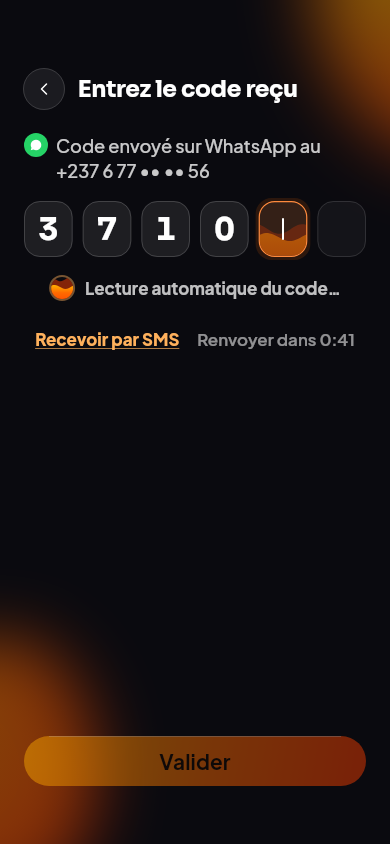 Entrez le code reçu
Code envoyé sur WhatsApp au
+237 6 77 •• •• 56
3 7 1 0
Lecture automatique du code…
Recevoir par SMS Renvoyer dans 0:41
Valider